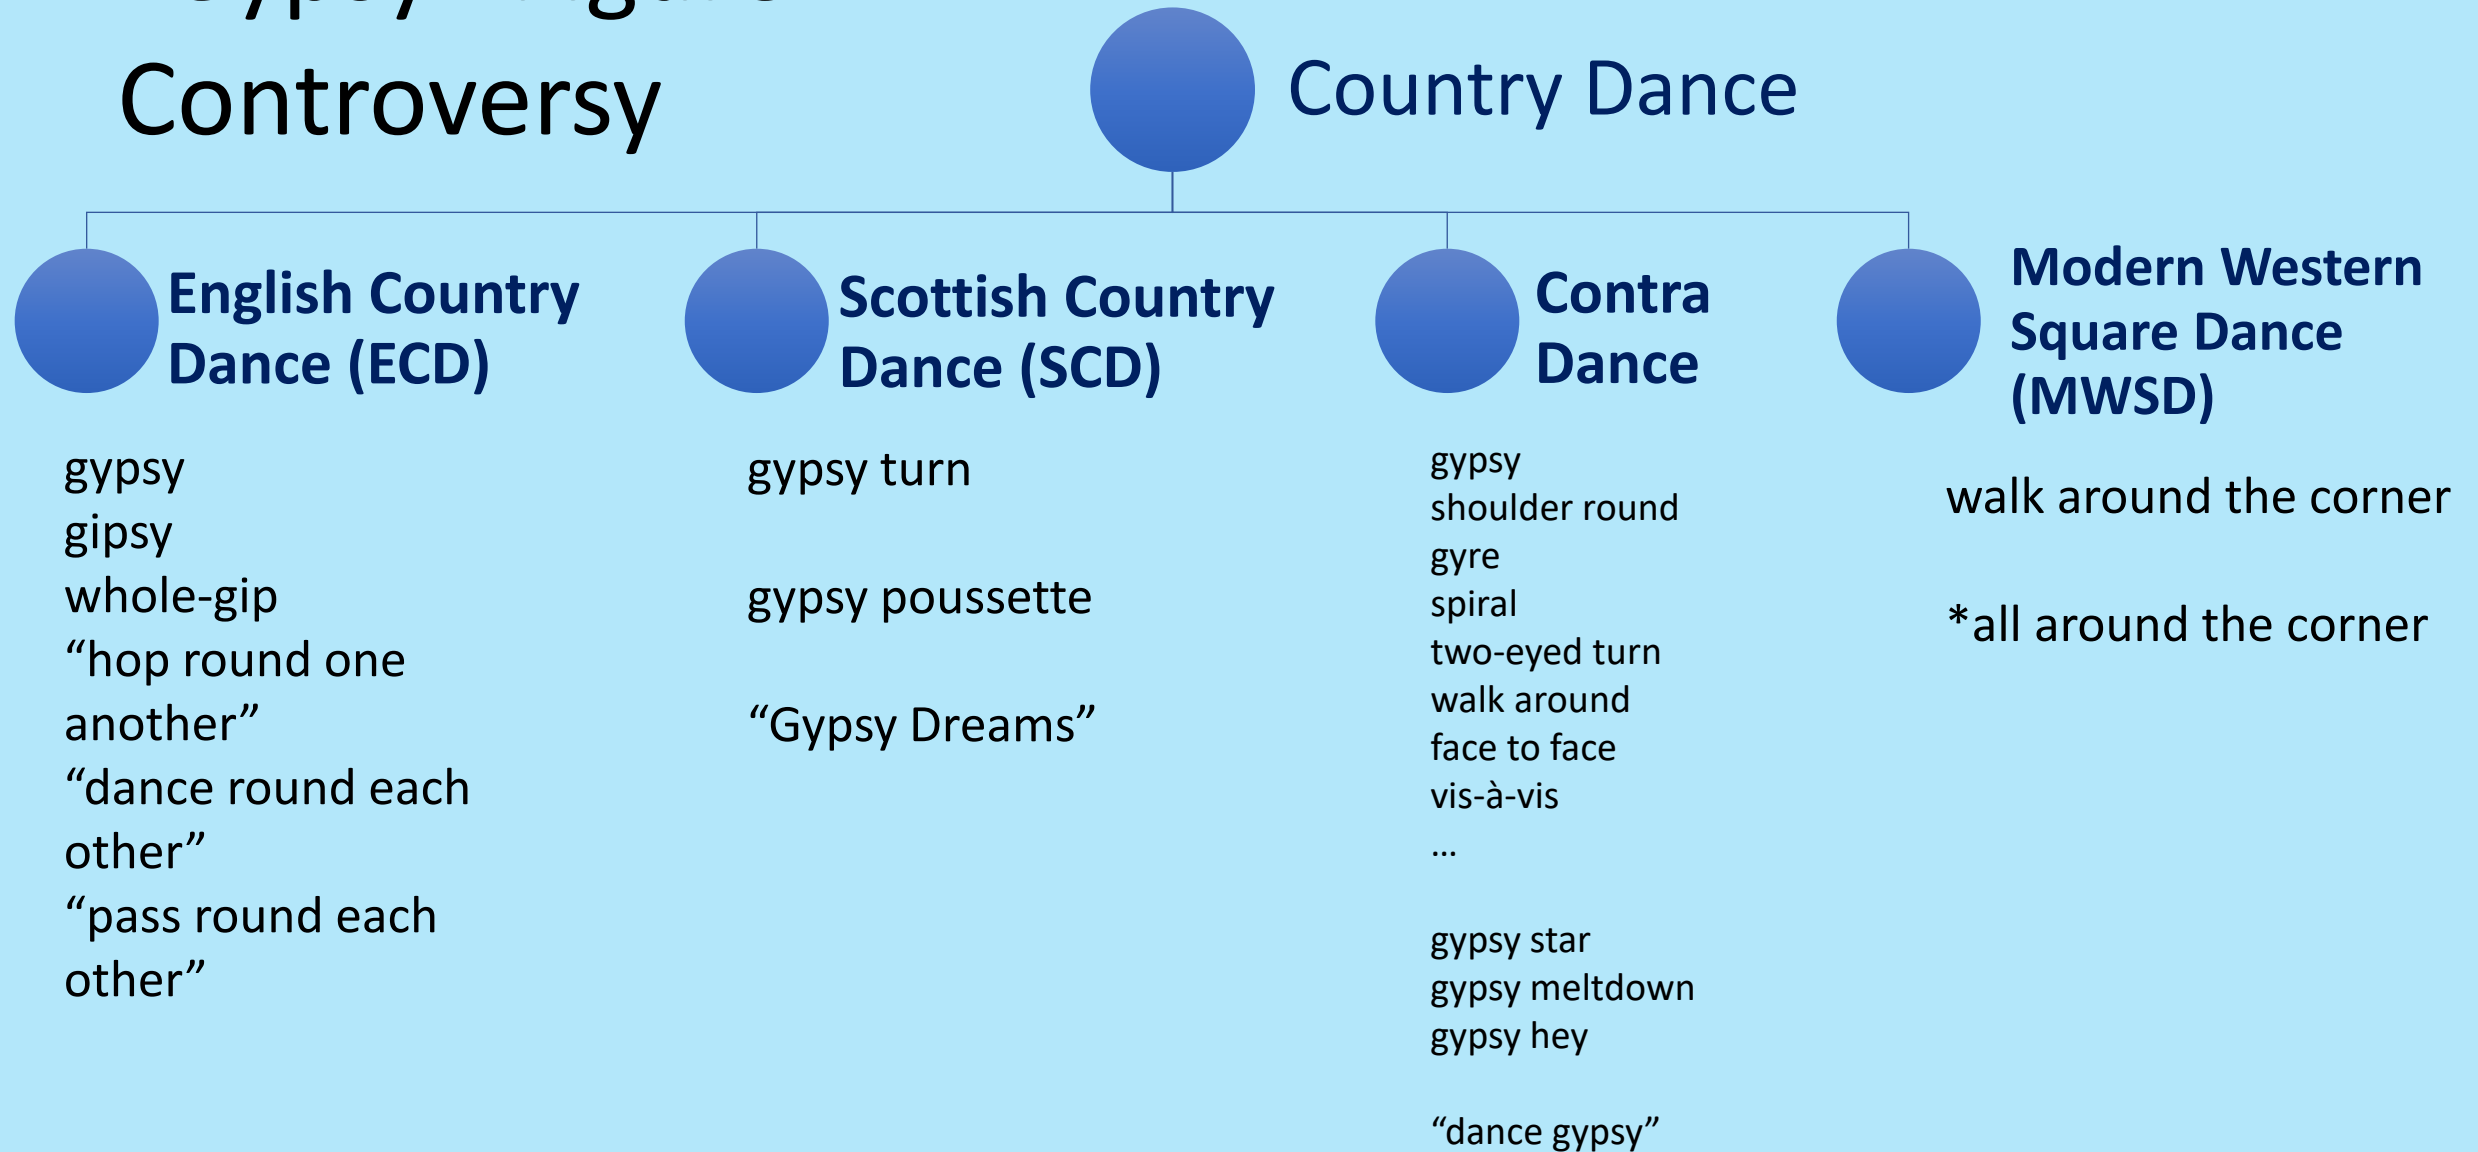 Controversy
Country Dance
English Country
Dance (ECD)
gypsy
gipsy
whole-gip
“hop round one
another”
“dance round each
other”
“pass round each
other”
Scottish Country
Dance (SCD)
gypsy turn
gypsy poussette
“Gypsy Dreams”
Contra
Dance
gypsy
shoulder round
gyre
spiral
two-eyed turn
walk around
face to face
vis-à-vis
...
gypsy star
gypsy meltdown
gypsy hey
“dance gypsy”
Modern Western
Square Dance
(MWSD)
walk around the corner
*all around the corner